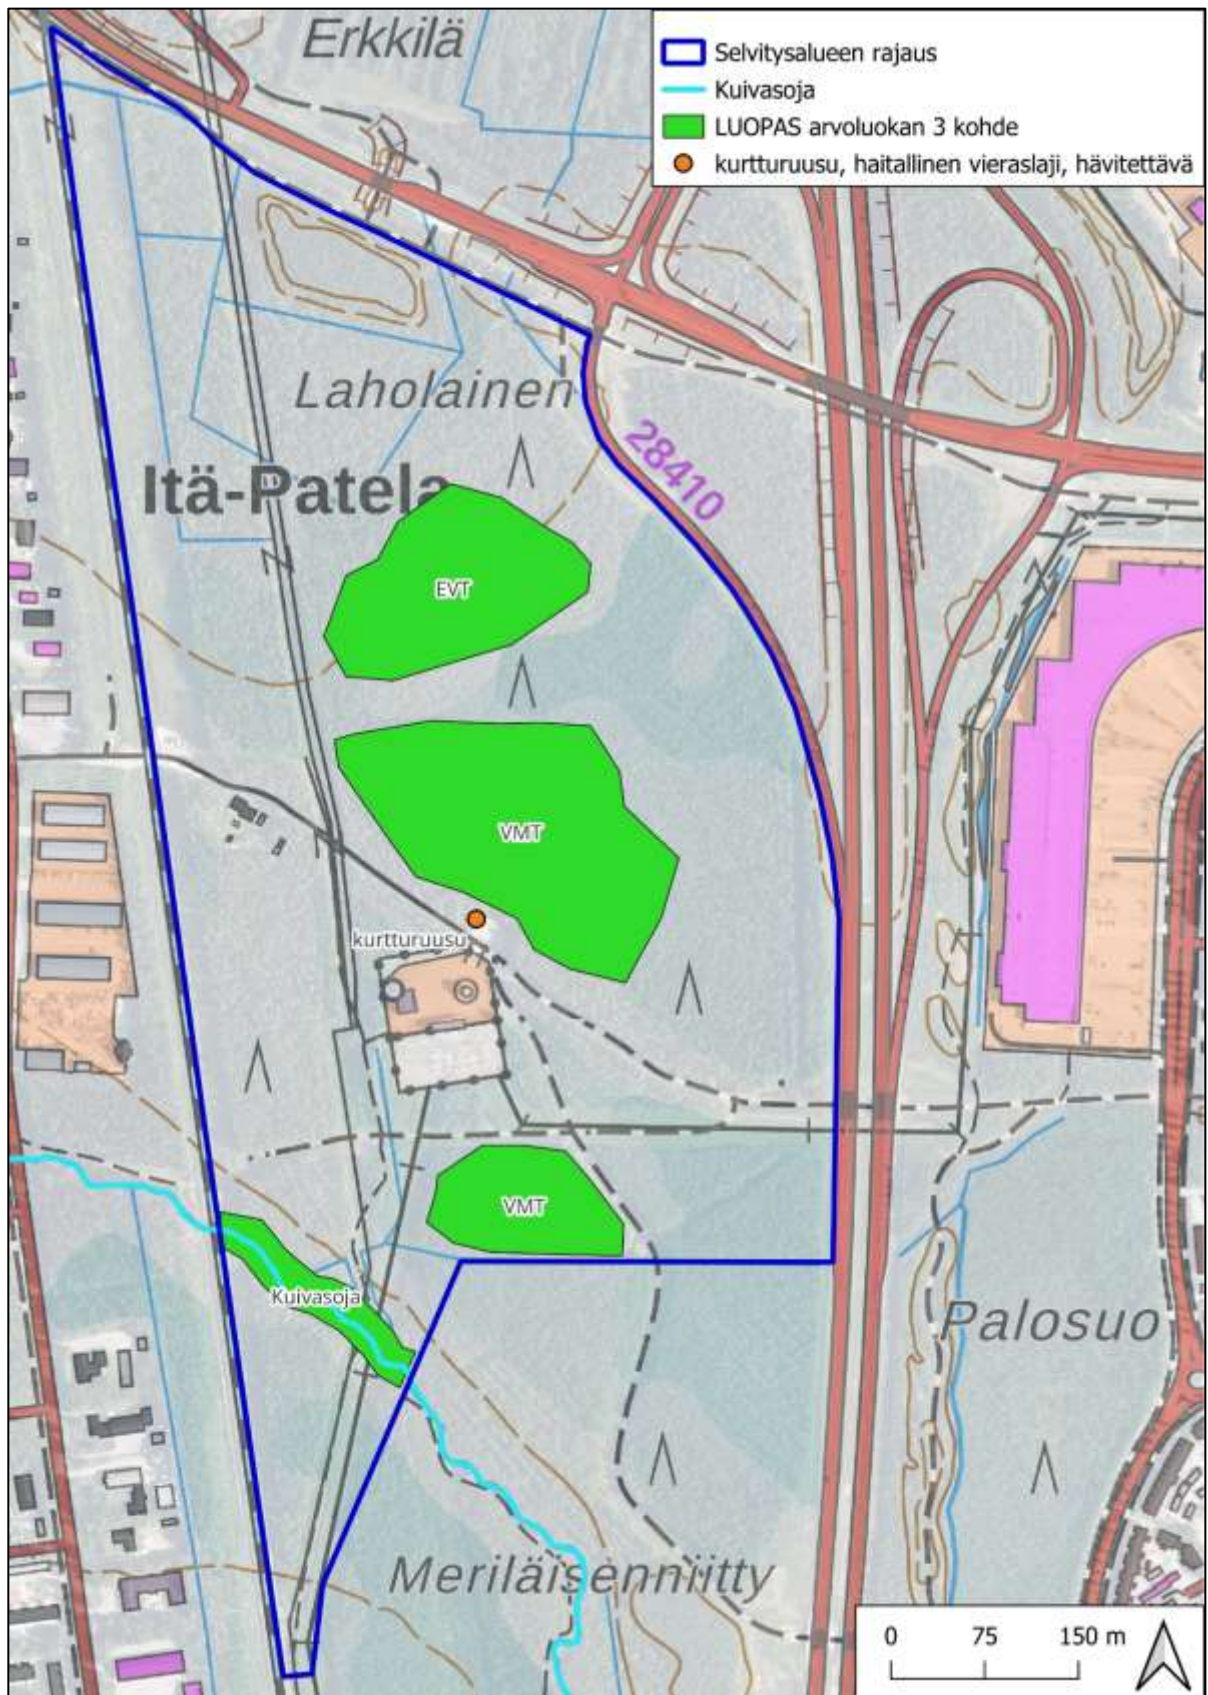 Erkkilä
Selvitysalueen rajaus
Kuivasoja
LUOPAS arvoluokan 3 kohde
kurtturuusu, haitallinen vieraslaji, hävitettävä
Laholainen
28410
Itä-Patela
EVT
VMT
kurtturuusu
VMT
Kuivasoja
Palosuo
Meriläisenniitty
0 75 150 m